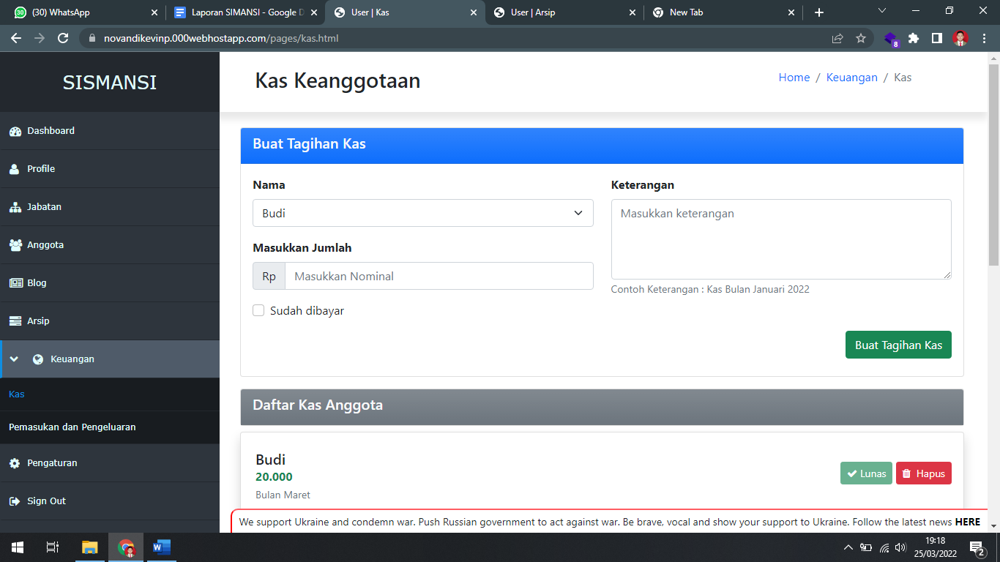 (30) WhatsApp
Laporan SIMANSI - Google D
User | Kas
User | Arsip
New Tab
novandikevinp.000webhostapp.com/pages/kas.html
8
SISMANSI
Dashboard
Profile
Jabatan
Anggota
Blog
Arsip
Keuangan
Kas
Pemasukan dan Pengeluaran
Pengaturan
Sign Out
Kas Keanggotaan
Home / Keuangan / Kas
Buat Tagihan Kas
Nama
Budi
Masukkan Jumlah
Rp Masukkan Nominal
Sudah dibayar
Keterangan
Masukkan keterangan
Contoh Keterangan : Kas Bulan Januari 2022
Buat Tagihan Kas
Daftar Kas Anggota
Budi
20.000
Bulan Maret
Lunas
Hapus
We support Ukraine and condemn war. Push Russian government to act against war. Be brave, vocal and show your support to Ukraine. Follow the latest news HERE
19:18
25/03/2022
2